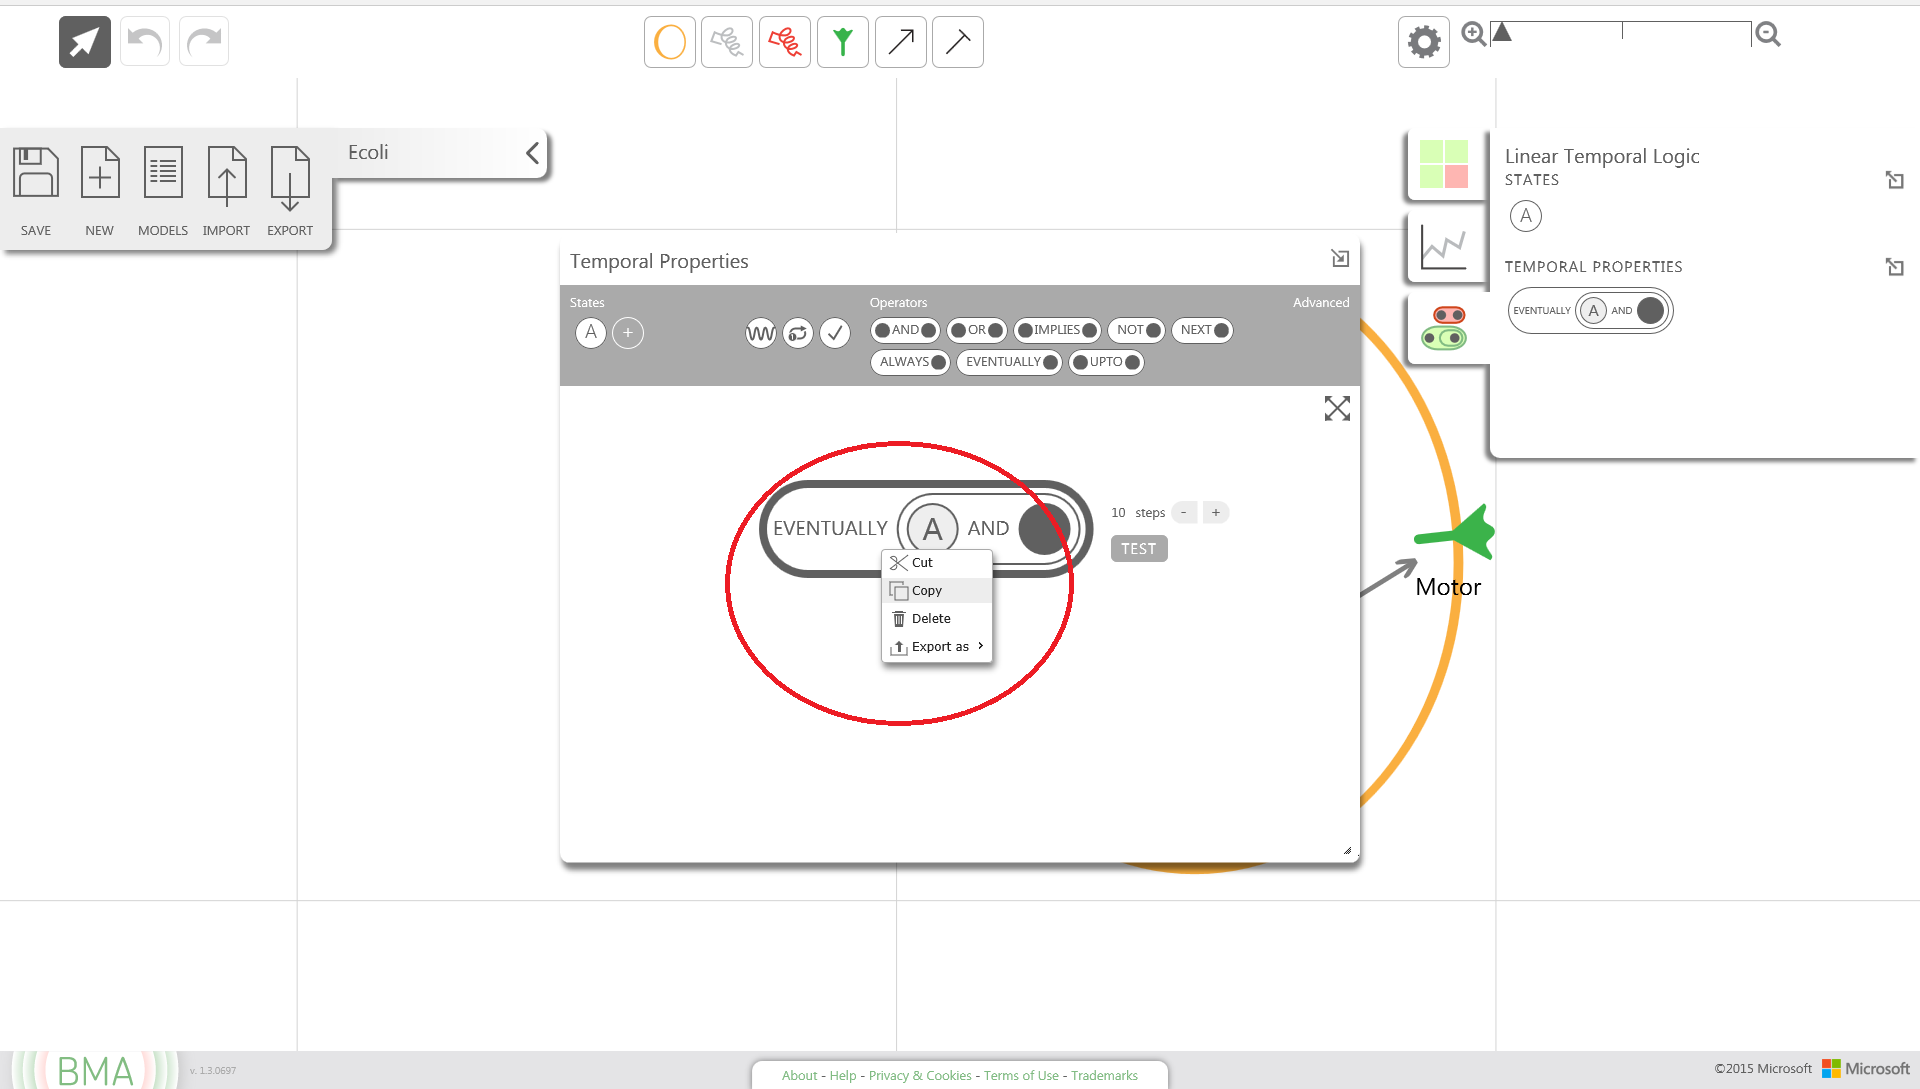 Ecoli
SAVE
NEW
MODELS
IMPORT
EXPORT
Linear Temporal Logic
STATES
A
TEMPORAL PROPERTIES
EVENTUALLY A AND
Temporal Properties
States
Operators
Advanced
A +
AND OR IMPLIES NOT NEXT
ALWAYS EVENTUALLY UPTO
EVENTUALLY A AND
10 steps - +
TEST
Cut
Copy
Delete
Export as
Motor
BMA
v. 1.3.0697
About - Help - Privacy & Cookies - Terms of Use - Trademarks
©2015 Microsoft Microsoft